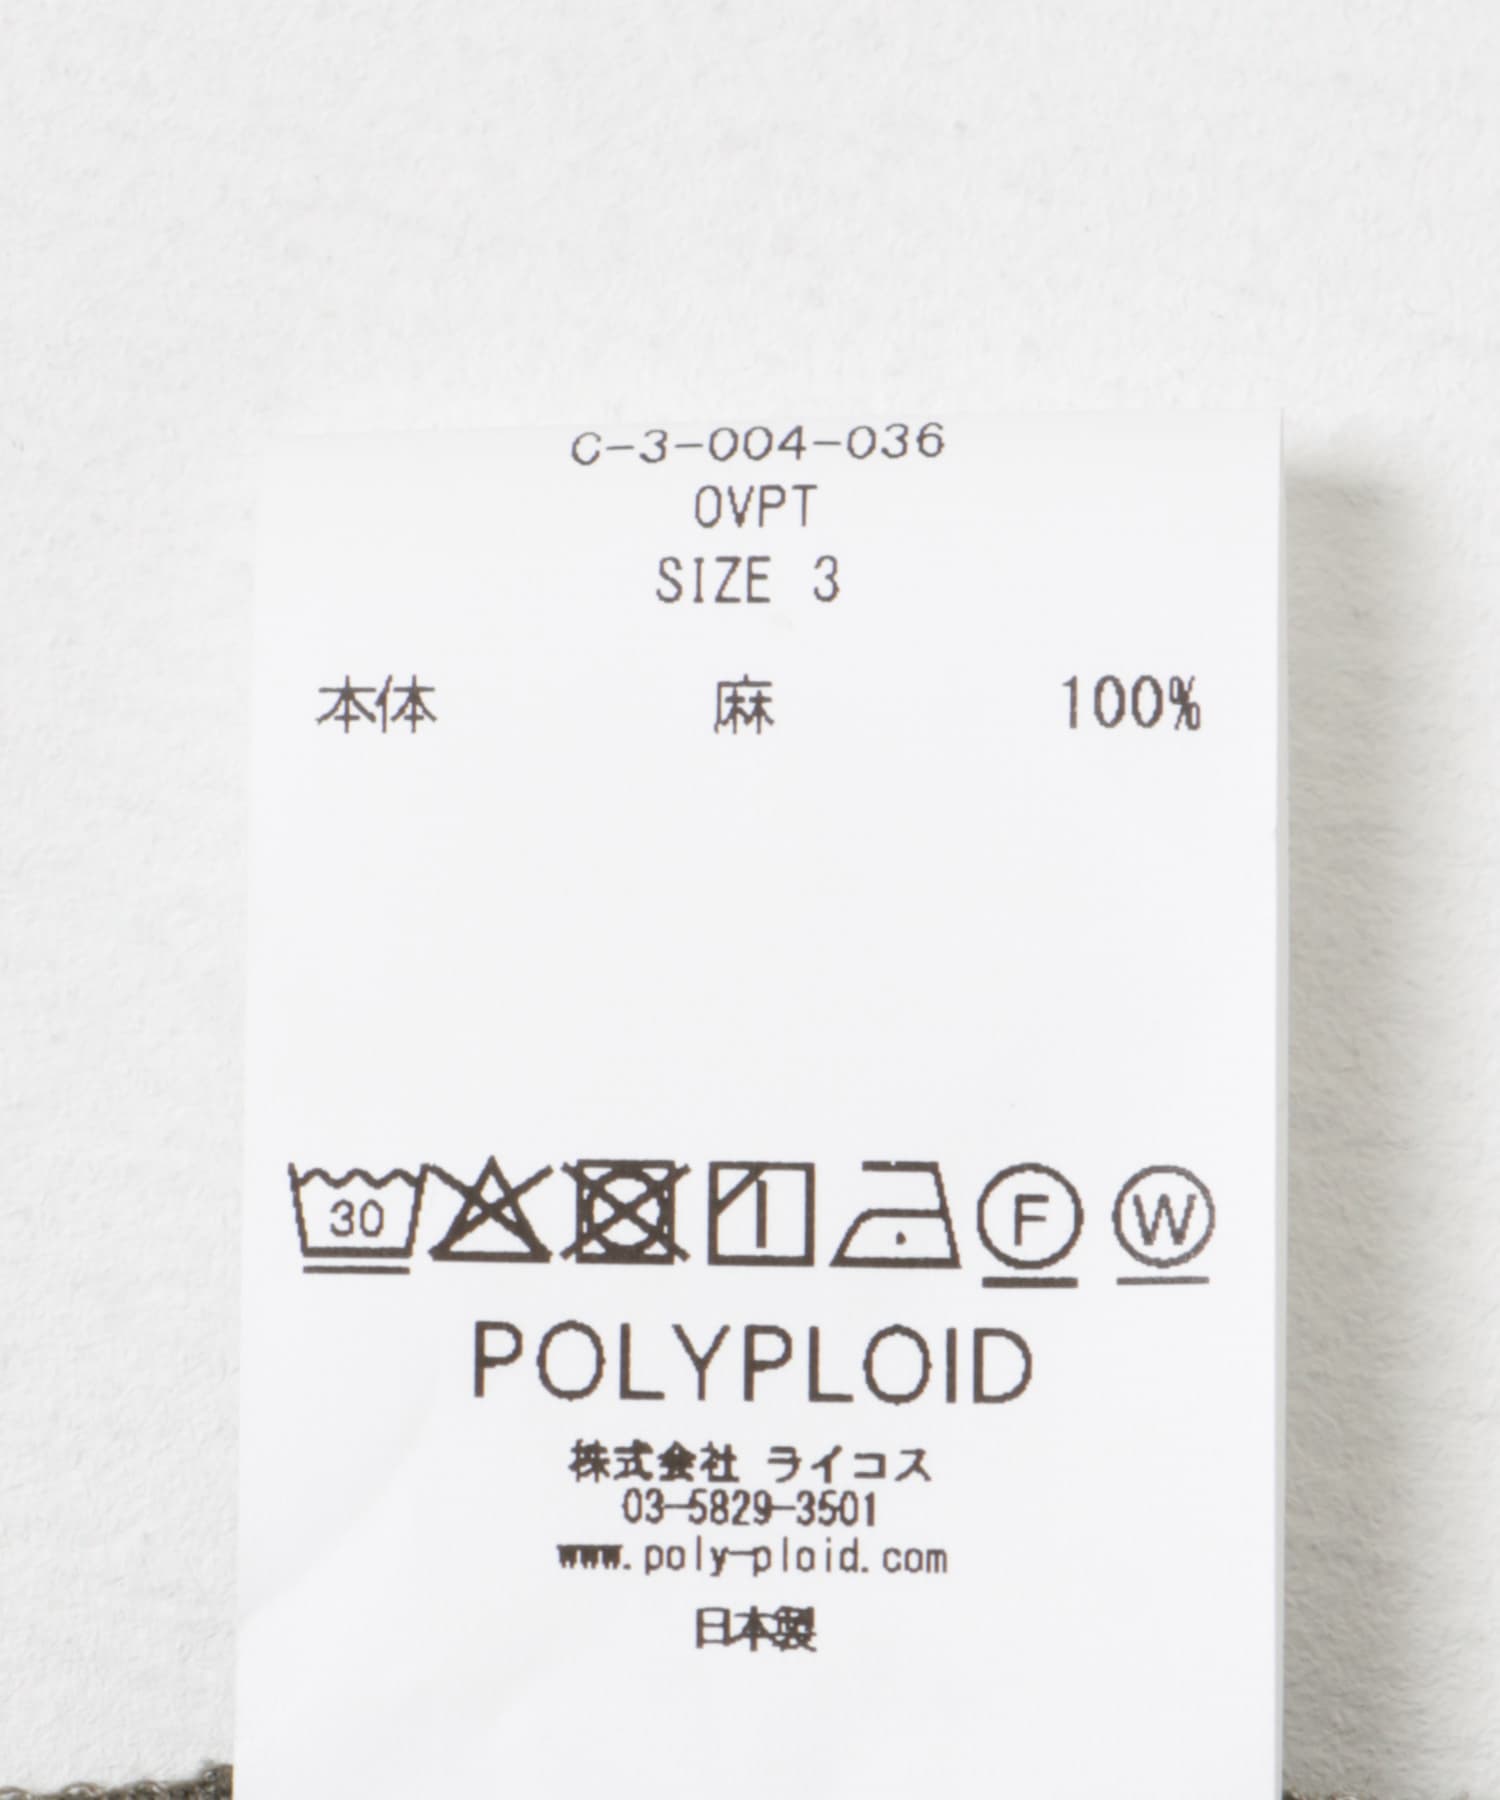 C-3-004-036
OVPT
SIZE 3
本体 麻 100%
30 F W
POLYPLOID
株式会社 ライコス
03-5829-3501
www.poly-ploid.com
日本製